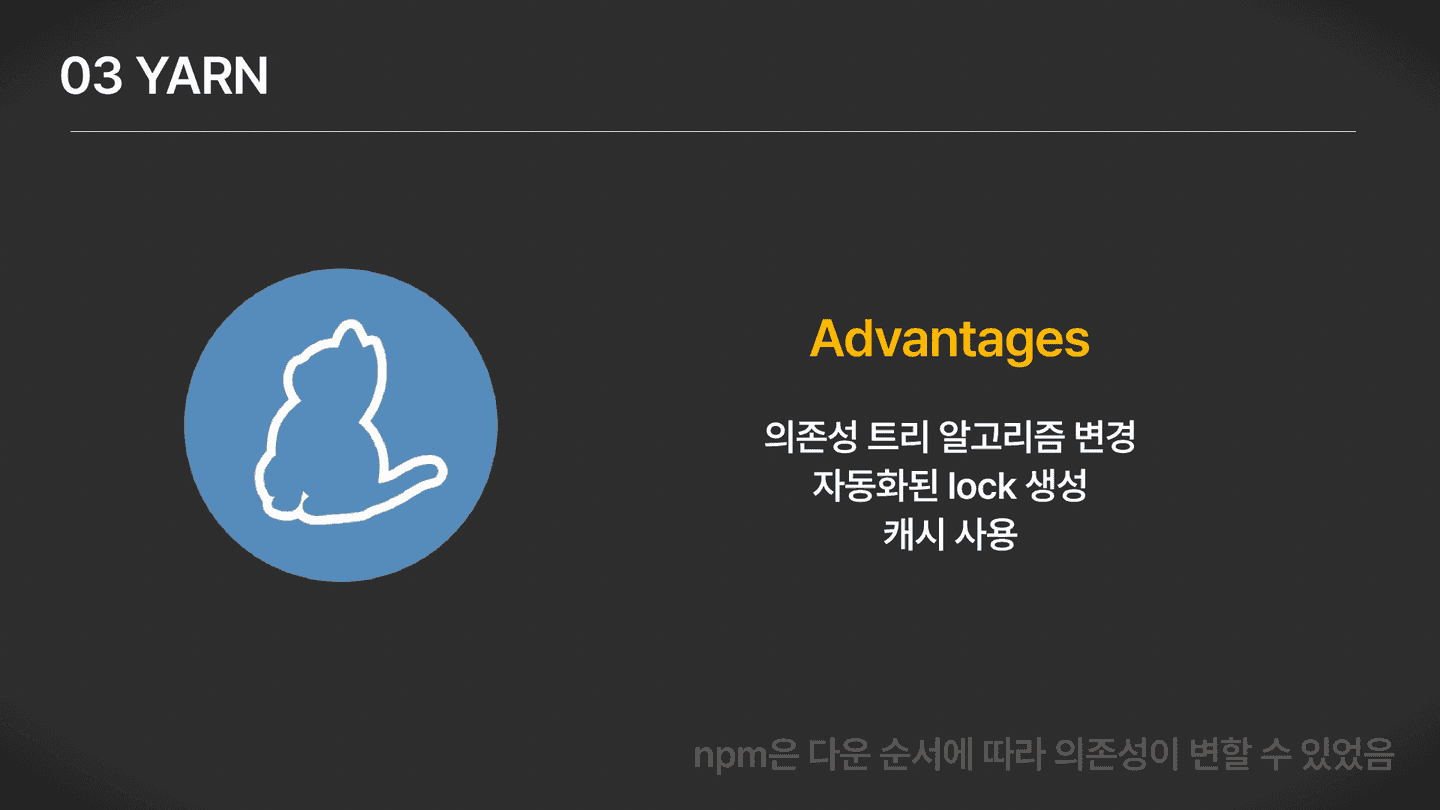 03 YARN
Advantages
의존성 트리 알고리즘 변경
자동화된 lock 생성
캐시 사용
npm은 다운 순서에 따라 의존성이 변할 수 있었음